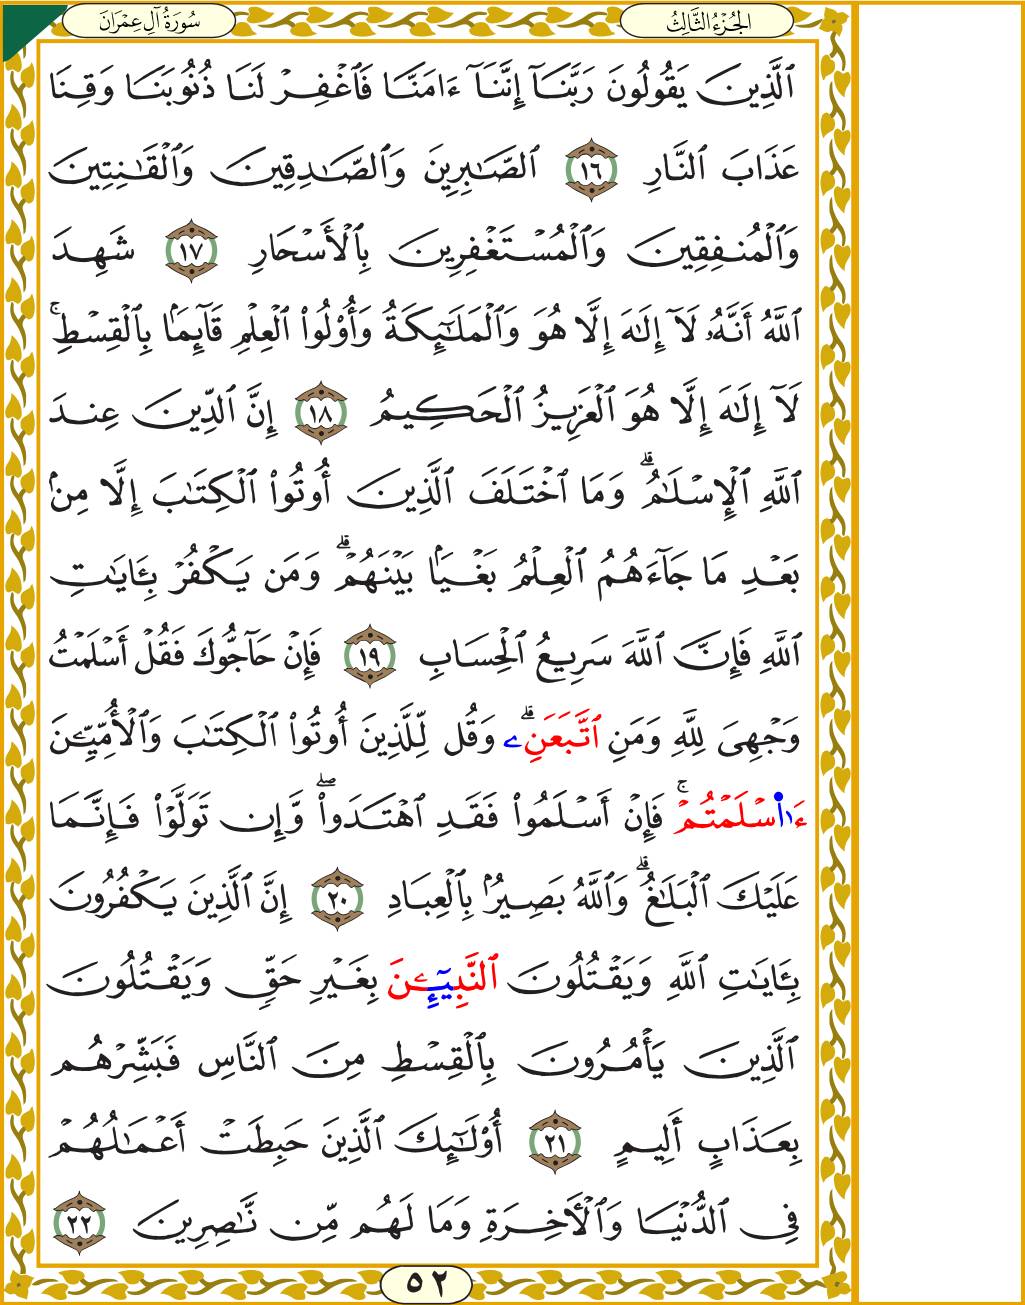 سُورَةُ آلِ عِمْرَانَ
الجُزْءُ الثَّالِثُ
ٱلَّذِينَ يَقُولُونَ رَبَّنَآ إِنَّنَآ ءَامَنَّا فَٱغْفِرْ لَنَا ذُنُوبَنَا وَقِنَا
عَذَابَ ٱلنَّارِ ١٦ ٱلصَّٰبِرِينَ وَٱلصَّٰدِقِينَ وَٱلْقَٰنِتِينَ
وَٱلْمُنفِقِينَ وَٱلْمُسْتَغْفِرِينَ بِٱلْأَسْحَارِ ١٧ شَهِدَ
ٱللَّهُ أَنَّهُۥ لَآ إِلَٰهَ إِلَّا هُوَ وَٱلْمَلَٰٓئِكَةُ وَأُو۟لُوا۟ ٱلْعِلْمِ قَآئِمَۢا بِٱلْقِسْطِۚ
لَآ إِلَٰهَ إِلَّا هُوَ ٱلْعَزِيزُ ٱلْحَكِيمُ ١٨ إِنَّ ٱلدِّينَ عِندَ
ٱللَّهِ ٱلْإِسْلَٰمُۗ وَمَا ٱخْتَلَفَ ٱلَّذِينَ أُوتُوا۟ ٱلْكِتَٰبَ إِلَّا مِنۢ
بَعْدِ مَا جَآءَهُمُ ٱلْعِلْمُ بَغْيَۢا بَيْنَهُمْۗ وَمَن يَكْفُرْ بِـَٔايَٰتِ
ٱللَّهِ فَإِنَّ ٱللَّهَ سَرِيعُ ٱلْحِسَابِ ١٩ فَإِنْ حَآجُّوكَ فَقُلْ أَسْلَمْتُ
وَجْهِىَ لِلَّهِ وَمَنِ ٱتَّبَعَنِۦۗ وَقُل لِّلَّذِينَ أُوتُوا۟ ٱلْكِتَٰبَ وَٱلْأُمِّيِّـۧنَ
ءَا۬سْلَمْتُمْۚ فَإِنْ أَسْلَمُوا۟ فَقَدِ ٱهْتَدَوا۟ۖ وَّإِن تَوَلَّوْا۟ فَإِنَّمَا
عَلَيْكَ ٱلْبَلَٰغُۗ وَٱللَّهُ بَصِيرُۢ بِٱلْعِبَادِ ٢٠ إِنَّ ٱلَّذِينَ يَكْفُرُونَ
بِـَٔايَٰتِ ٱللَّهِ وَيَقْتُلُونَ ٱلنَّبِيٓـِٕۧنَ بِغَيْرِ حَقٍّ وَيَقْتُلُونَ
ٱلَّذِينَ يَأْمُرُونَ بِٱلْقِسْطِ مِنَ ٱلنَّاسِ فَبَشِّرْهُم
بِعَذَابٍ أَلِيمٍ ٢١ أُو۟لَٰٓئِكَ ٱلَّذِينَ حَبِطَتْ أَعْمَٰلُهُمْ
فِى ٱلدُّنْيَا وَٱلْأَخِرَةِ وَمَا لَهُم مِّن نَّٰصِرِينَ ٢٢
٥٢